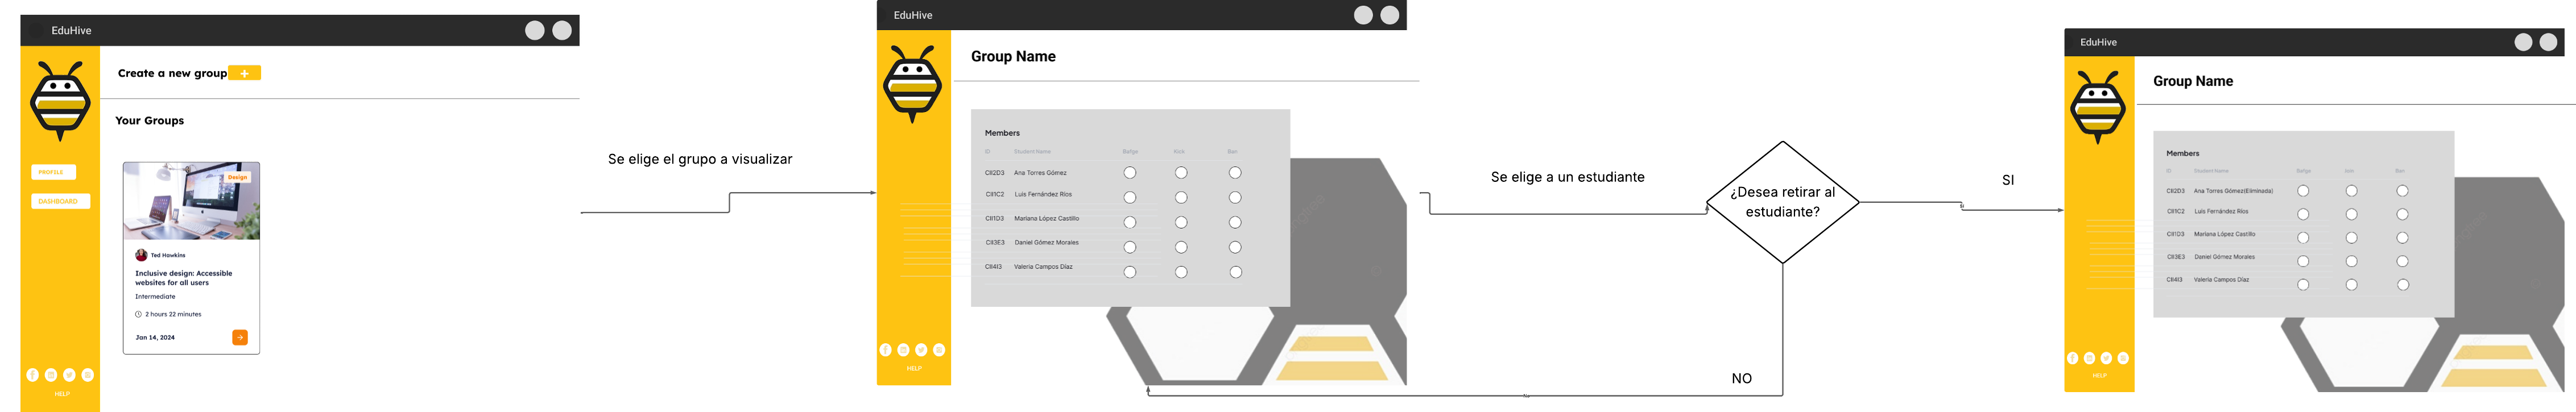 EduHive
Create a new group +
Your Groups
PROFILE
DASHBOARD
Design
Ted Hawkins
Inclusive design: Accessible
websites for all users
Intermediate
2 hours 22 minutes
Jan 14, 2024
HELP
Se elige el grupo a visualizar
EduHive
Group Name
Members
ID Student Name Badge Kick Ban
CII2D3 Ana Torres Gómez
CII1C2 Luis Fernández Ríos
CII1D3 Mariana López Castillo
CII3E3 Daniel Gómez Morales
CII4I3 Valeria Campos Díaz
HELP
Se elige a un estudiante
¿Desea retirar al
estudiante?
SI
NO
No
EduHive
Group Name
Members
ID Student Name Badge Join Ban
CII2D3 Ana Torres Gómez(Eliminada)
CII1C2 Luis Fernández Ríos
CII1D3 Mariana López Castillo
CII3E3 Daniel Gómez Morales
CII4I3 Valeria Campos Díaz
HELP